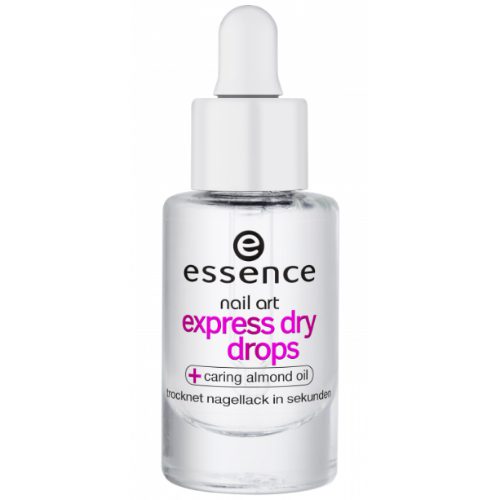 e
essence
nail art
express dry
drops
+ caring almond oil
trocknet nagellack in sekunden